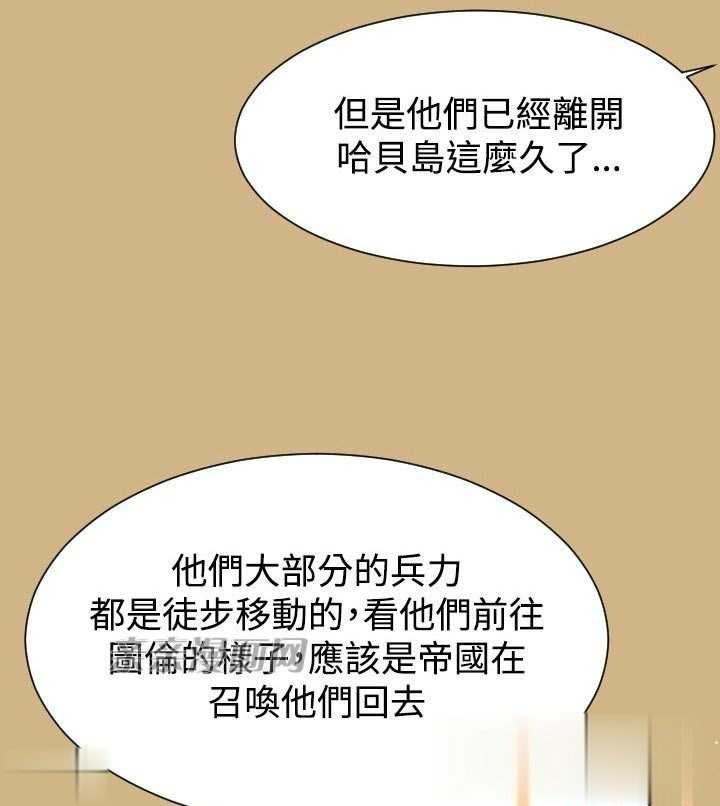 但是他們已經離開
哈貝島這麼久了...
他們大部分的兵力
都是徒步移動的,看他們前往
圖倫的樣子,應該是帝國在
召喚他們回去